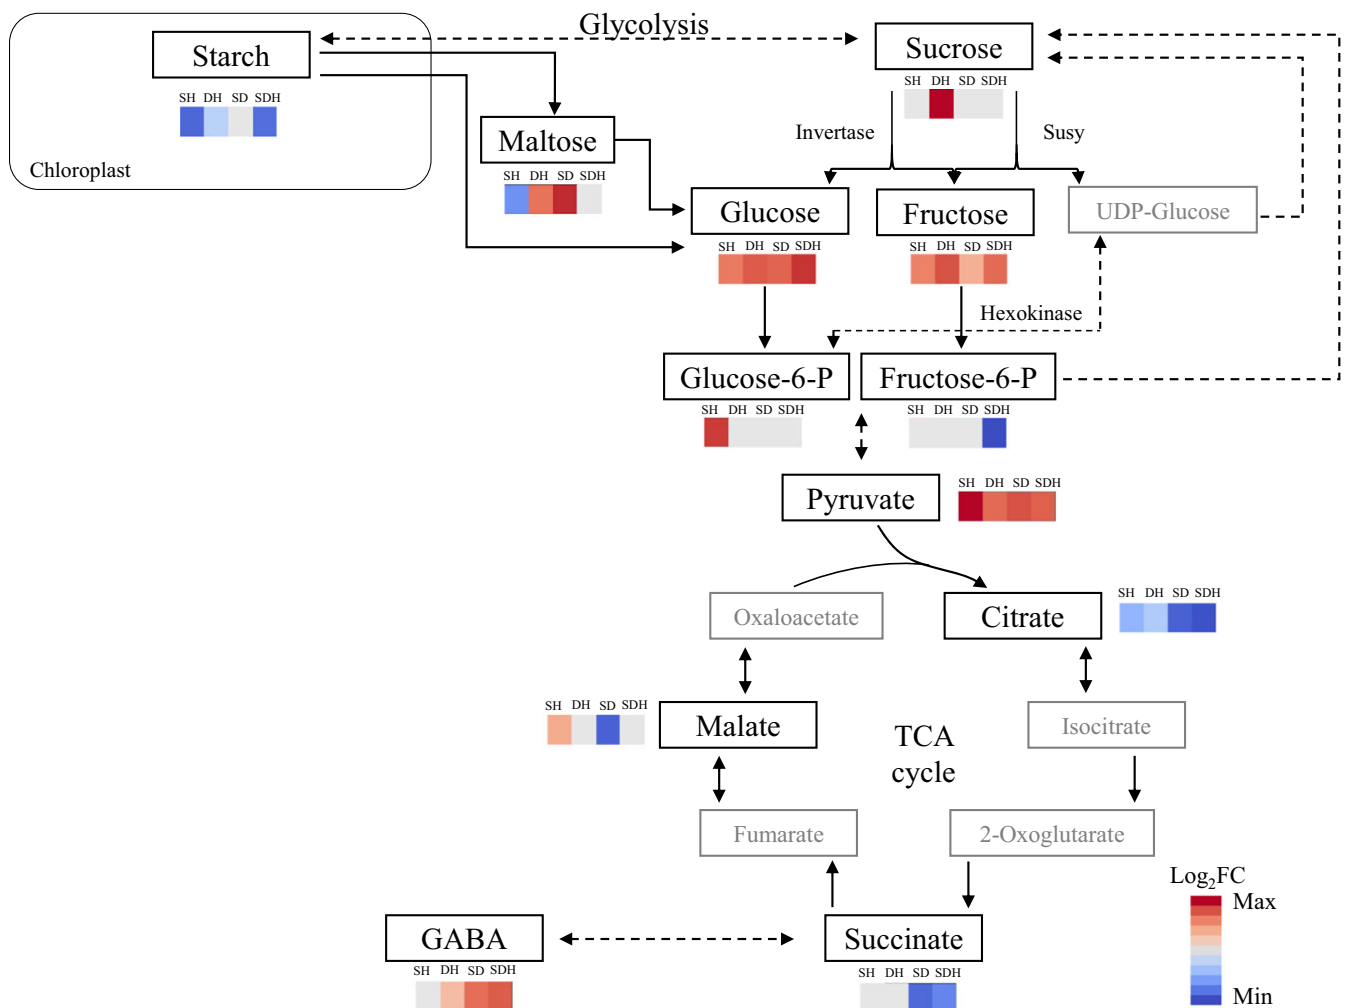 Glycolysis
Starch
Sucrose
SH DH SD SDH
SH DH SD SDH
Chloroplast
Maltose
SH DH SD SDH
Invertase
Susy
Glucose
Fructose
UDP-Glucose
SH DH SD SDH
SH DH SD SDH
Hexokinase
Glucose-6-P
Fructose-6-P
SH DH SD SDH
SH DH SD SDH
Pyruvate
SH DH SD SDH
Oxaloacetate
Citrate
SH DH SD SDH
SH DH SD SDH
Malate
TCA
cycle
Isocitrate
Fumarate
2-Oxoglutarate
GABA
Succinate
SH DH SD SDH
SH DH SD SDH
Log₂FC
Max
Min